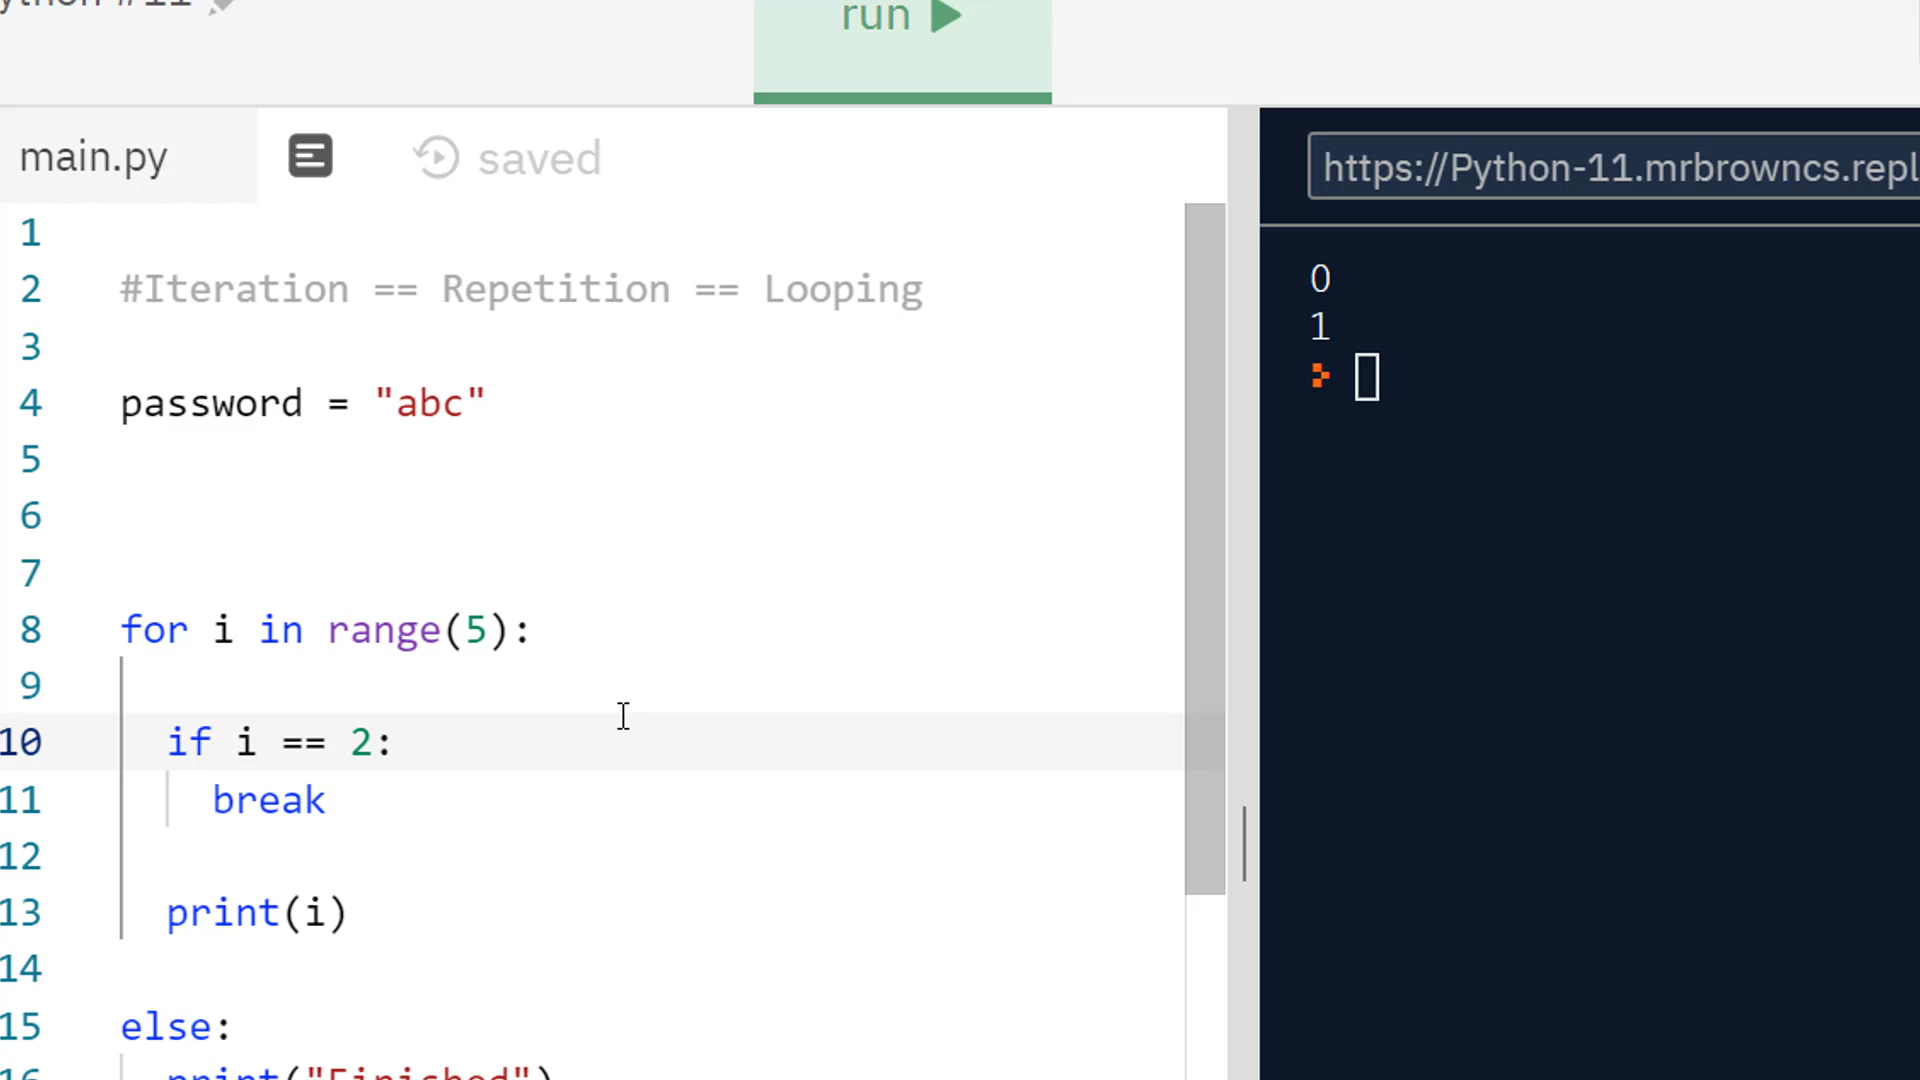 ython #11
run
main.py
saved
https://Python-11.mrbrowncs.repl
1
2 #Iteration == Repetition == Looping
3
4 password = "abc"
5
6
7
8 for i in range(5):
9
10 if i == 2:
11 break
12
13 print(i)
14
15 else:
16 print("Finished")
0
1